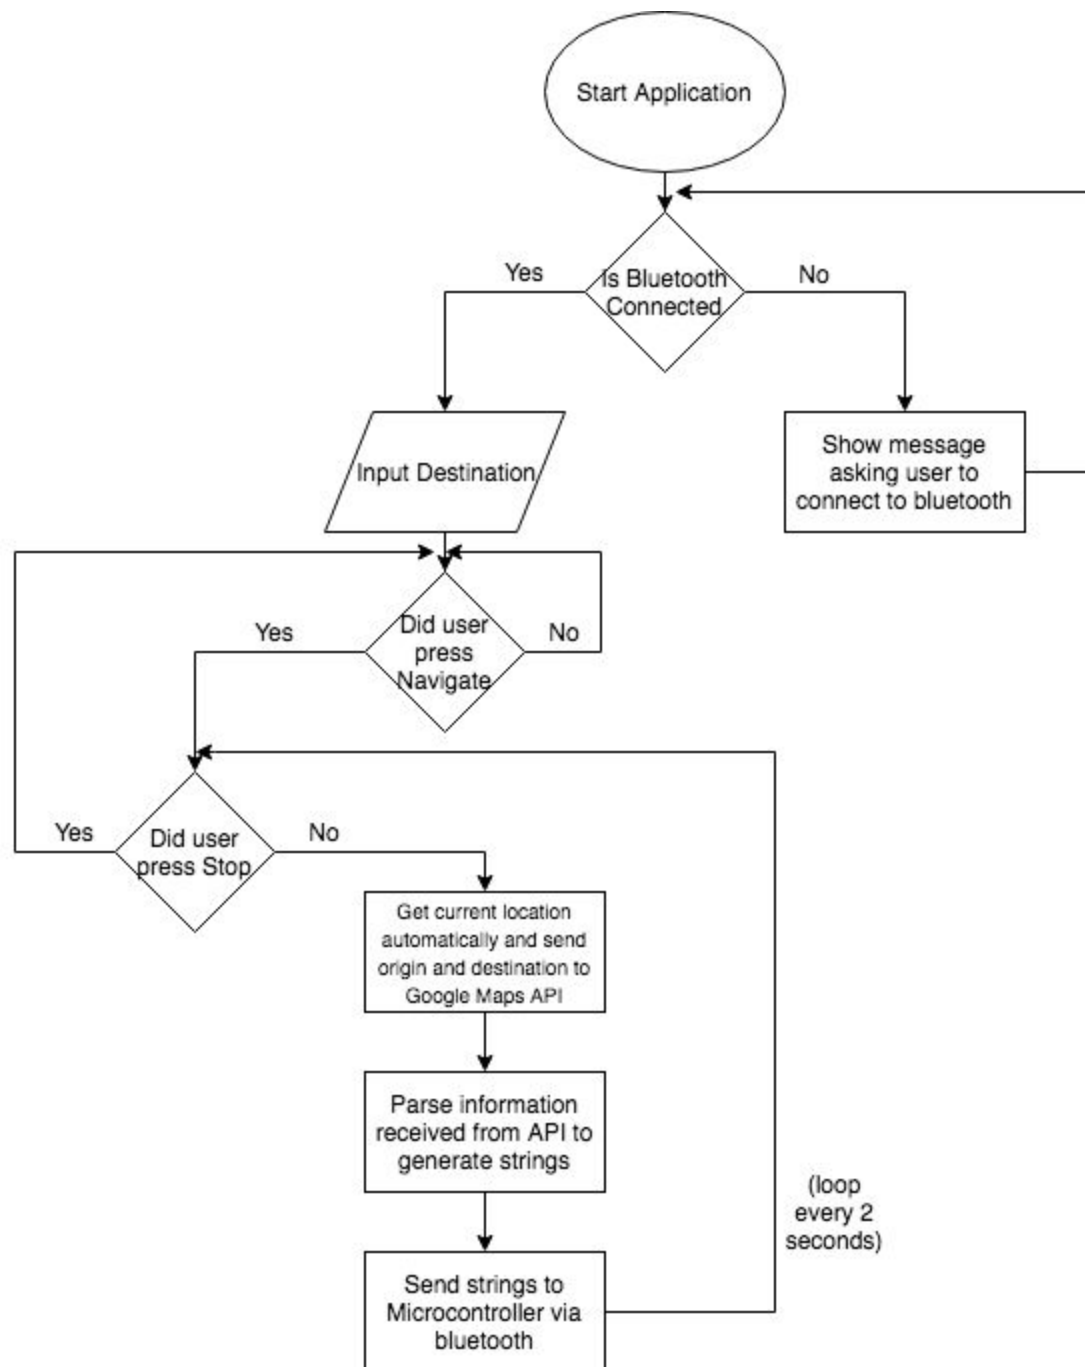 Start Application
Yes
Is Bluetooth
Connected
No
Input Destination
Show message
asking user to
connect to bluetooth
Yes
Did user
press
Navigate
No
Yes
Did user
press Stop
No
Get current location
automatically and send
origin and destination to
Google Maps API
Parse information
received from API to
generate strings
(loop
every 2
seconds)
Send strings to
Microcontroller via
bluetooth